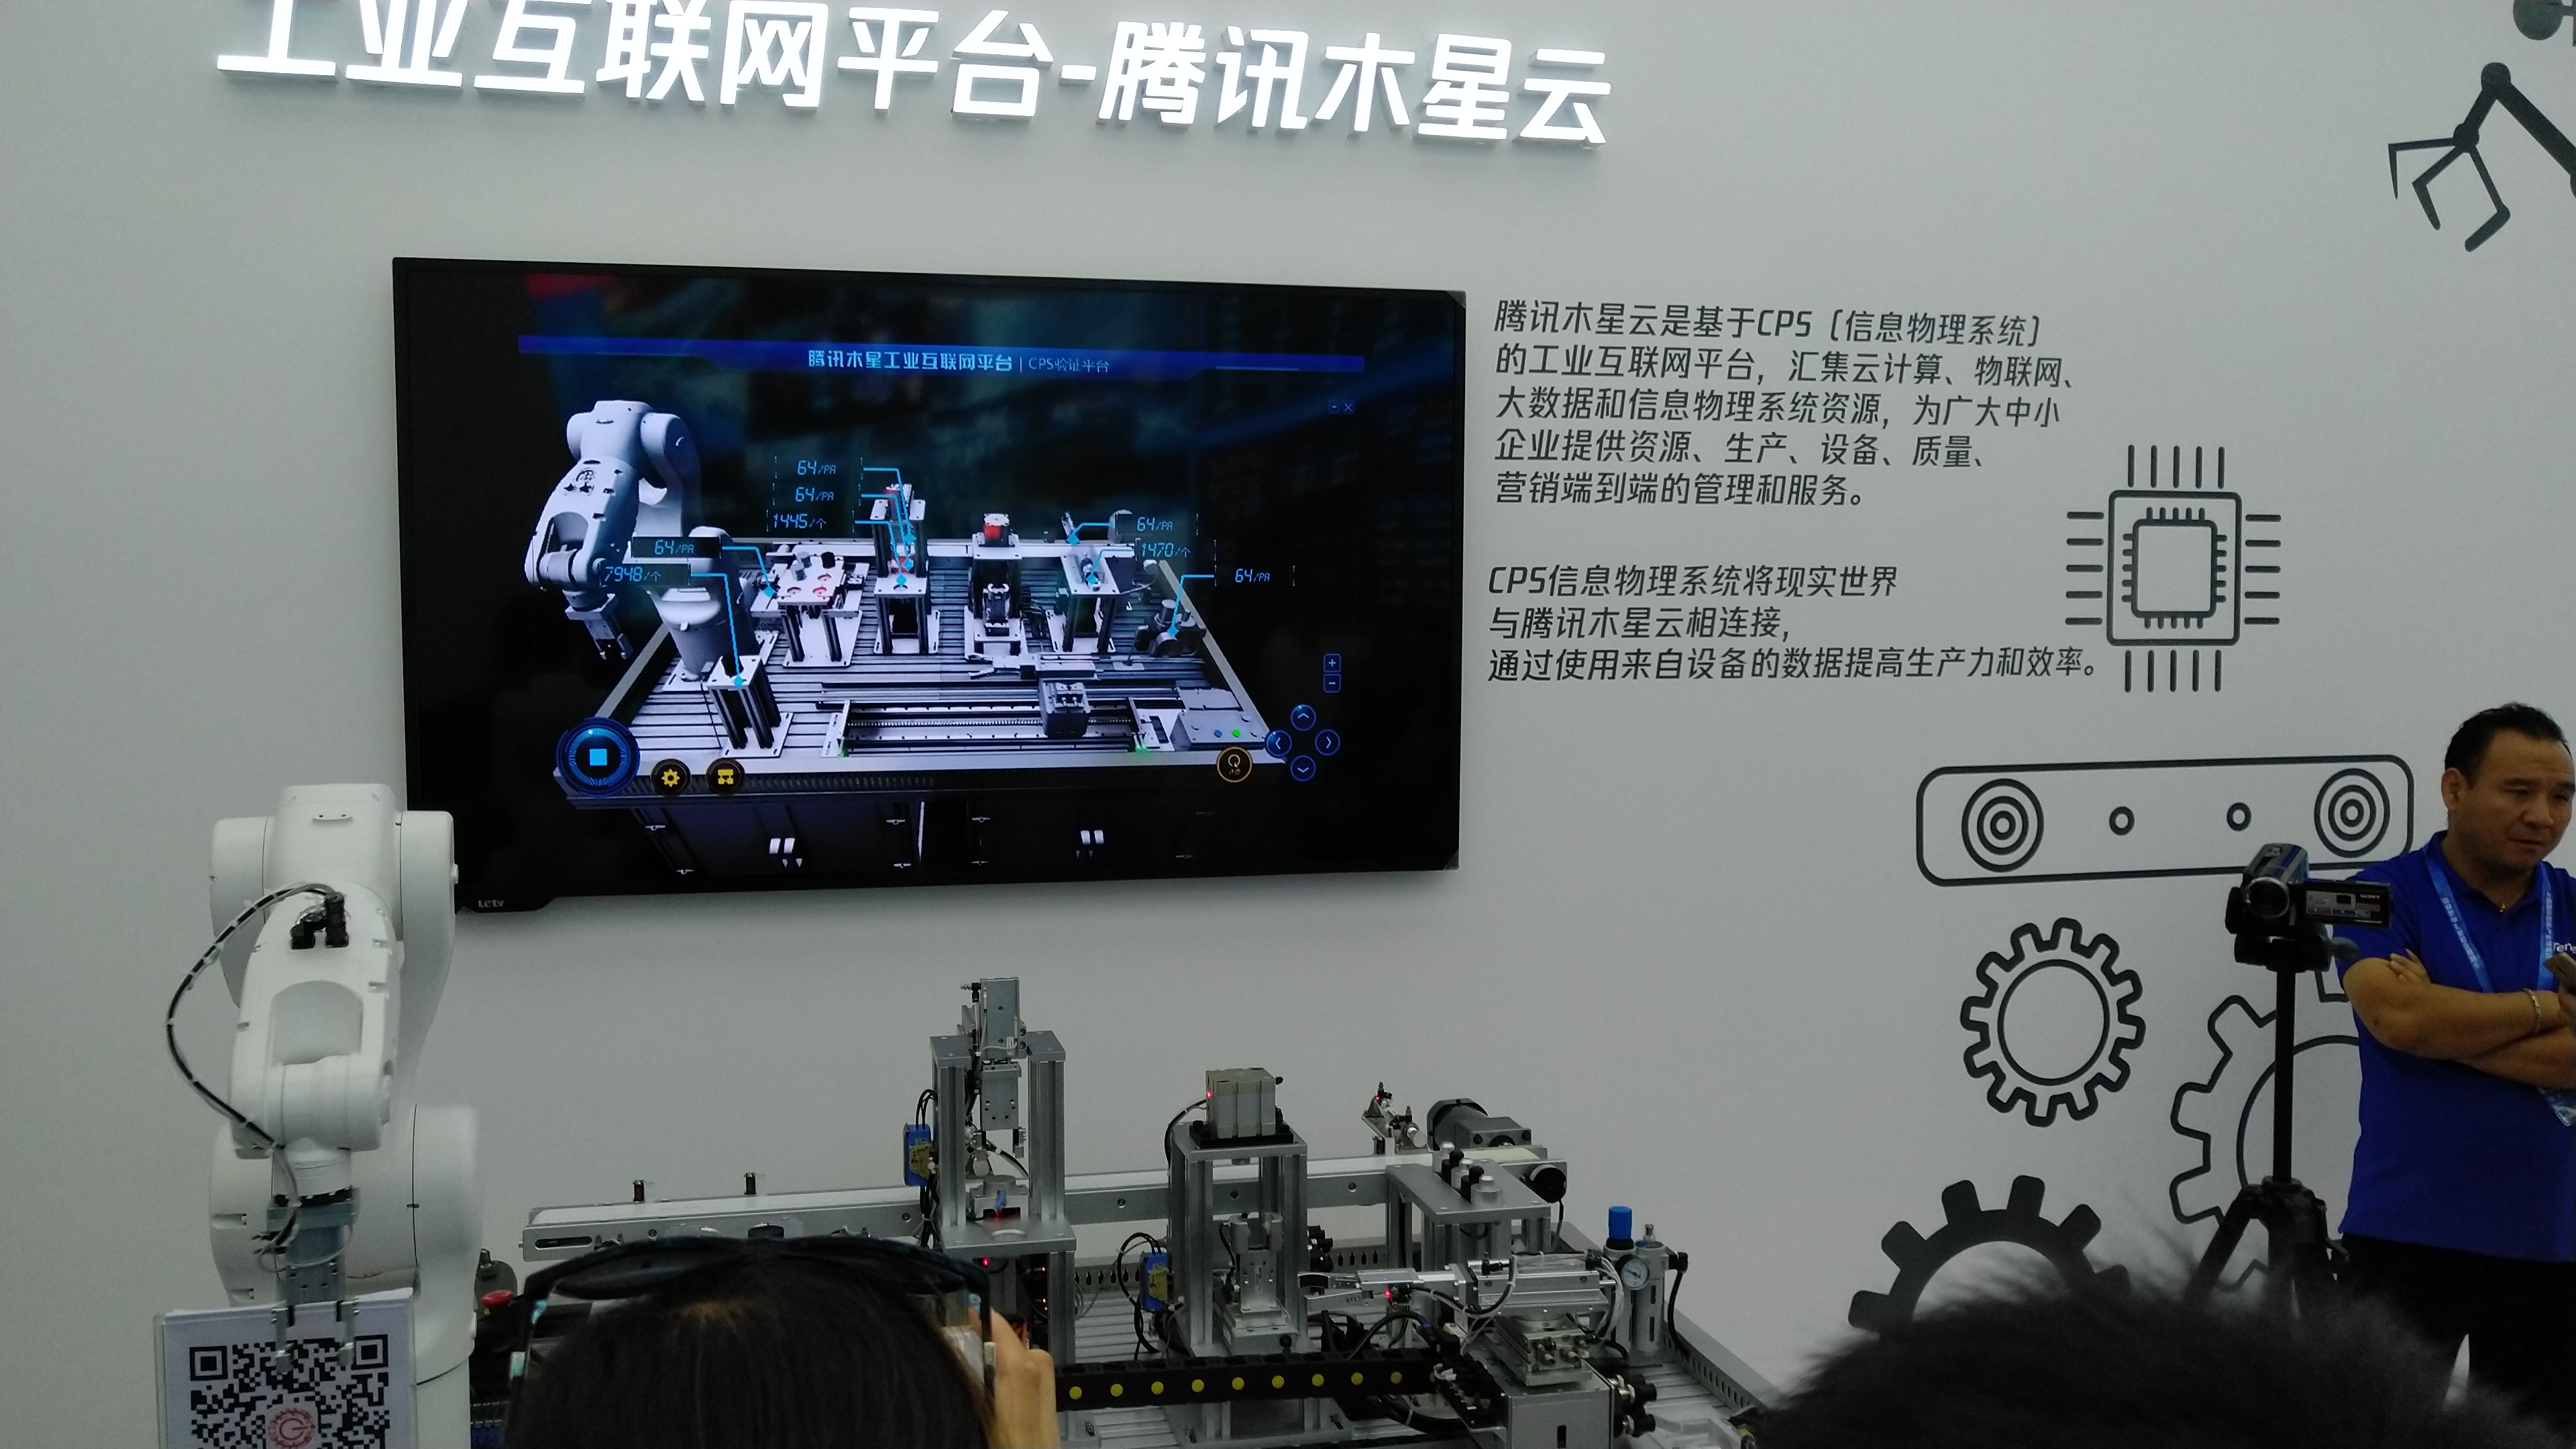 工业互联网平台-腾讯木星云
腾讯木星工业互联网平台 | CPS验证平台
64/PA
64/PA
1445/个
64/PA
7948/个
64/PA
1470/个
64/PA
Letv
腾讯木星云是基于CPS（信息物理系统）
的工业互联网平台，汇集云计算、物联网、
大数据和信息物理系统资源，为广大中小
企业提供资源、生产、设备、质量、
营销端到端的管理和服务。
CPS信息物理系统将现实世界
与腾讯木星云相连接，
通过使用来自设备的数据提高生产力和效率。
SONY